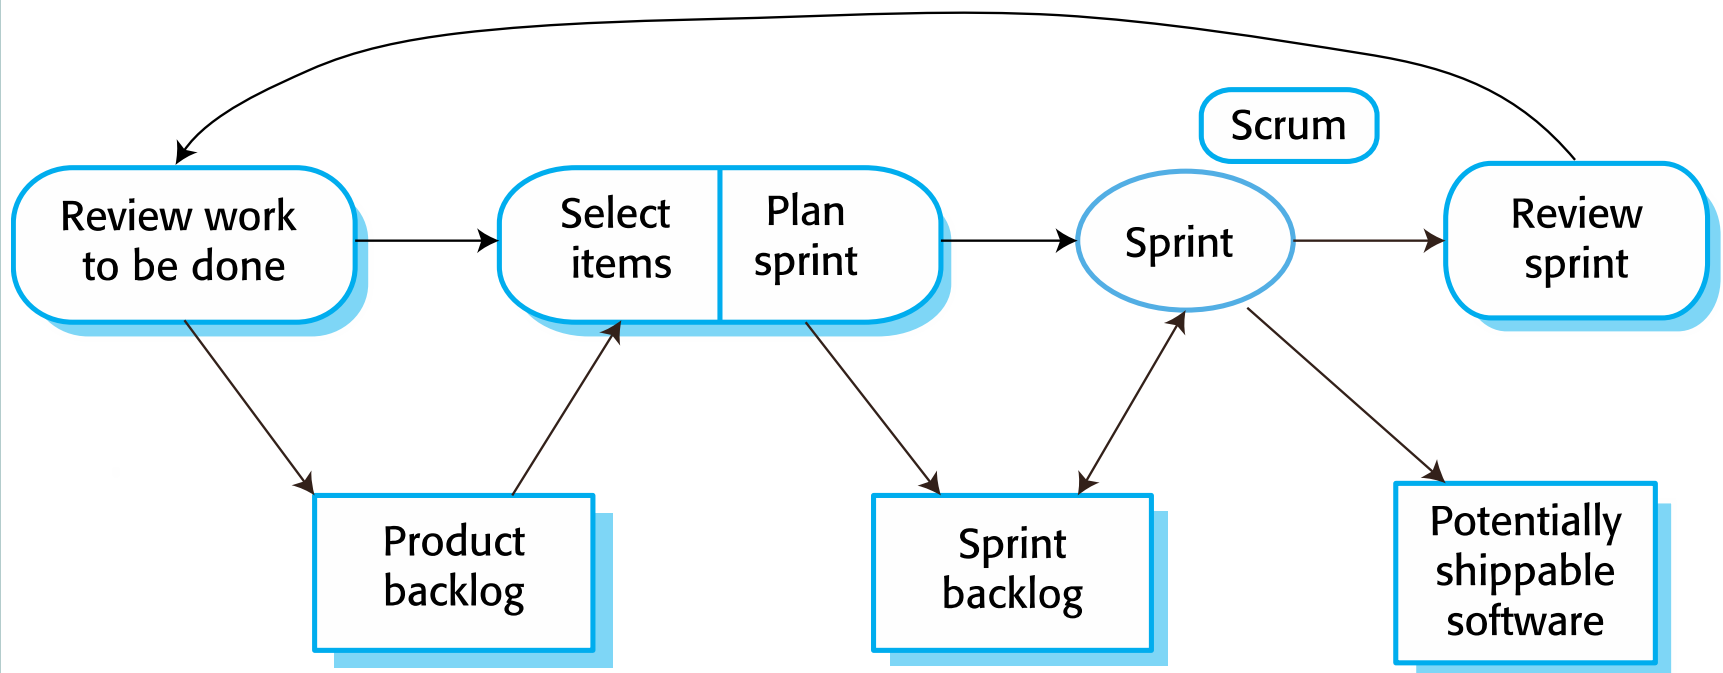 Scrum
Review work
to be done
Select
items
Plan
sprint
Sprint
Review
sprint
Product
backlog
Sprint
backlog
Potentially
shippable
software